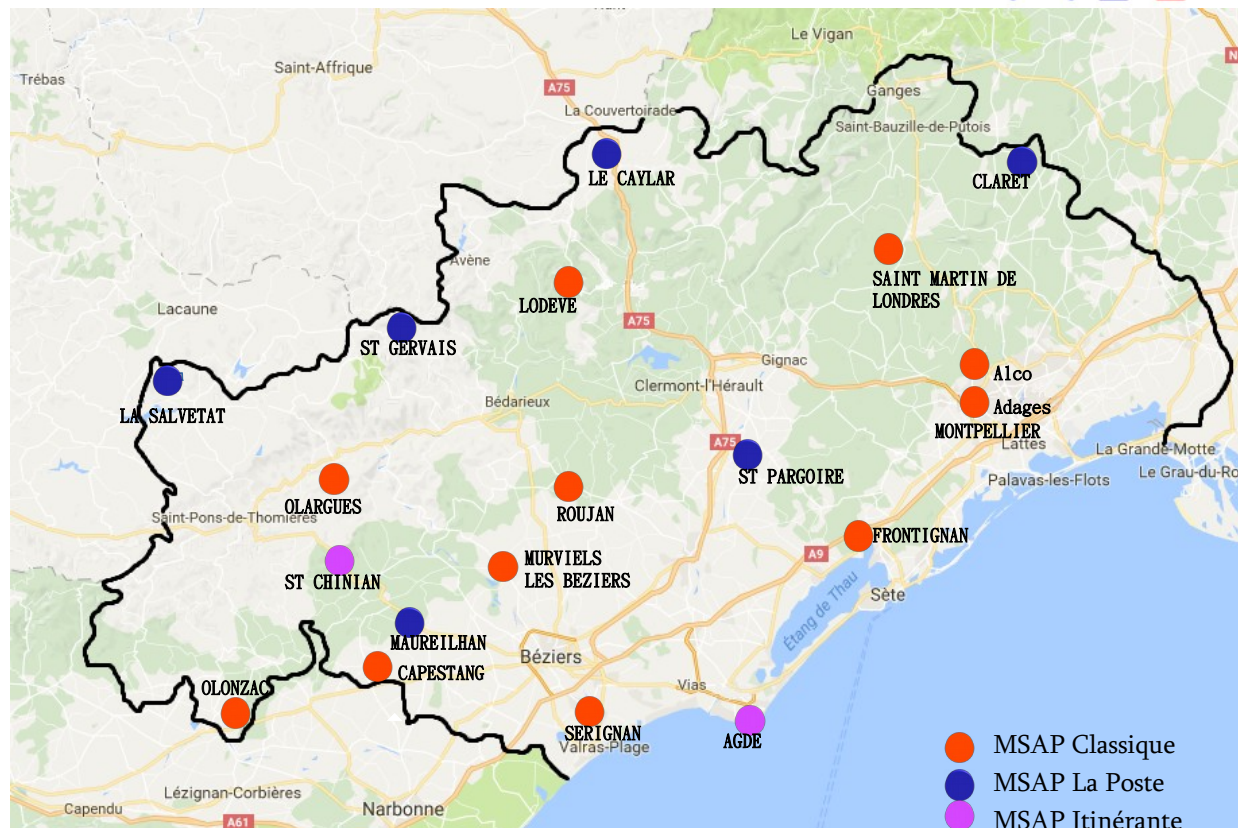 Le Vigan
Saint-Affrique
Trébas
A75
N
Ganges
La Couvertoirade
Saint-Bauzille-de-Putois
LE CAYLAR
CLARET
Avène
SAINT MARTIN DE
LONDRES
LODEVE
Lacaune
A75
ST GERVAIS
Gignac
Alco
Clermont-l'Hérault
LA SALVETAT
Bédarieux
Adages
MONTPELLIER
A75
Lattes
La Grande-Motte
ST PARGOIRE
Le Grau-du-Ro
Palavas-les-Flots
OLARGUES
ROUJAN
Saint-Pons-de-Thomières
FRONTIGNAN
A9
MURVIELS
LES BEZIERS
ST CHINIAN
Sète
Étang de Thau
MAUREILHAN
Béziers
CAPESTANG
OLONZAC
Vias
SERIGNAN
AGDE
Valras-Plage
MSAP Classique
MSAP La Poste
MSAP Itinérante
Lézignan-Corbières
Capendu
Narbonne
A61